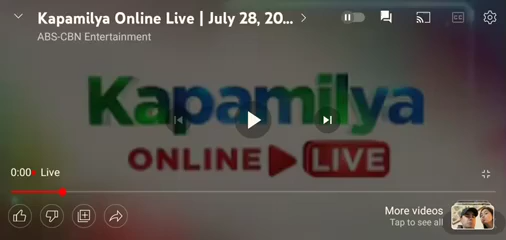 Kapamilya Online Live | July 28, 20...
ABS-CBN Entertainment
CC
Kapamilya
ONLINE LIVE
0:00 Live
More videos
Tap to see all